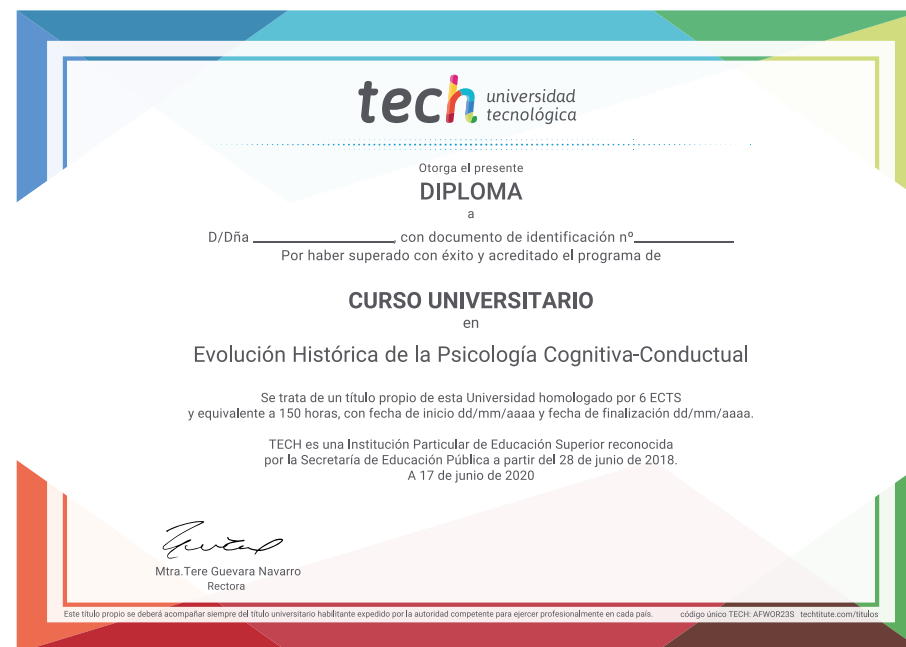 tech universidad
tecnológica
Otorga el presente
DIPLOMA
a
D/Dña ____________________, con documento de identificación nº______________
Por haber superado con éxito y acreditado el programa de
CURSO UNIVERSITARIO
en
Evolución Histórica de la Psicología Cognitiva-Conductual
Se trata de un título propio de esta Universidad homologado por 6 ECTS
y equivalente a 150 horas, con fecha de inicio dd/mm/aaaa y fecha de finalización dd/mm/aaaa.
TECH es una Institución Particular de Educación Superior reconocida
por la Secretaría de Educación Pública a partir del 28 de junio de 2018.
A 17 de junio de 2020
Mtra.Tere Guevara Navarro
Rectora
Este título propio se deberá acompañar siempre del título universitario habilitante expedido por la autoridad competente para ejercer profesionalmente en cada país. código único TECH: AFWOR23S techtitute.com/titulos